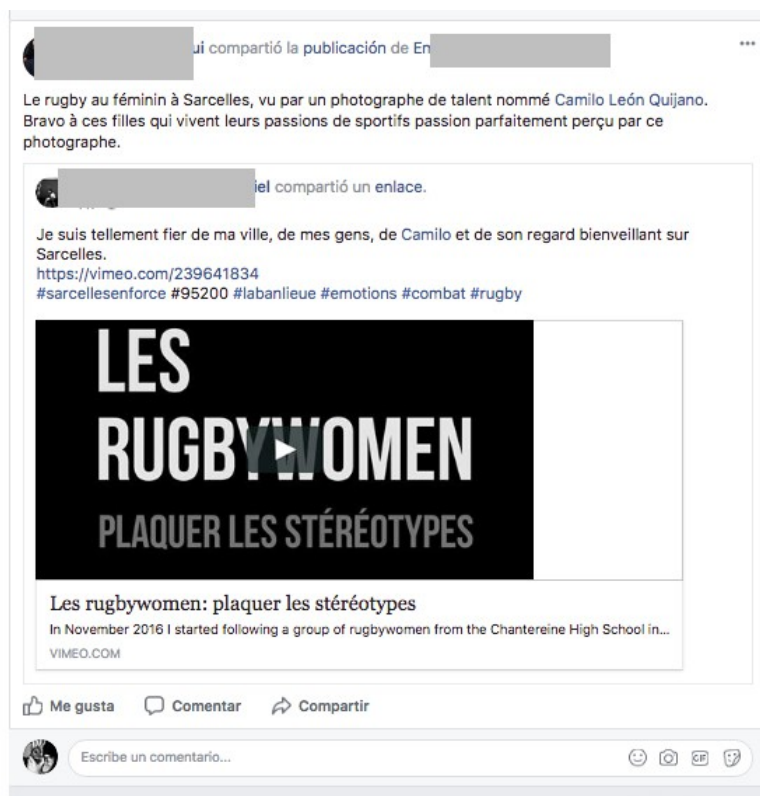 ui compartió la publicación de En
Le rugby au féminin à Sarcelles, vu par un photographe de talent nommé Camilo León Quijano.
Bravo à ces filles qui vivent leurs passions de sportifs passion parfaitement perçu par ce
photographe.
iel compartió un enlace.
Je suis tellement fier de ma ville, de mes gens, de Camilo et de son regard bienveillant sur
Sarcelles.
https://vimeo.com/239641834
#sarcellesenforce #95200 #labanlieue #emotions #combat #rugby
LES
RUGBYWOMEN
PLAQUER LES STÉRÉOTYPES
Les rugbywomen: plaquer les stéréotypes
In November 2016 I started following a group of rugbywomen from the Chantereine High School in...
VIMEO.COM
Me gusta Comentar Compartir
Escribe un comentario... GIF